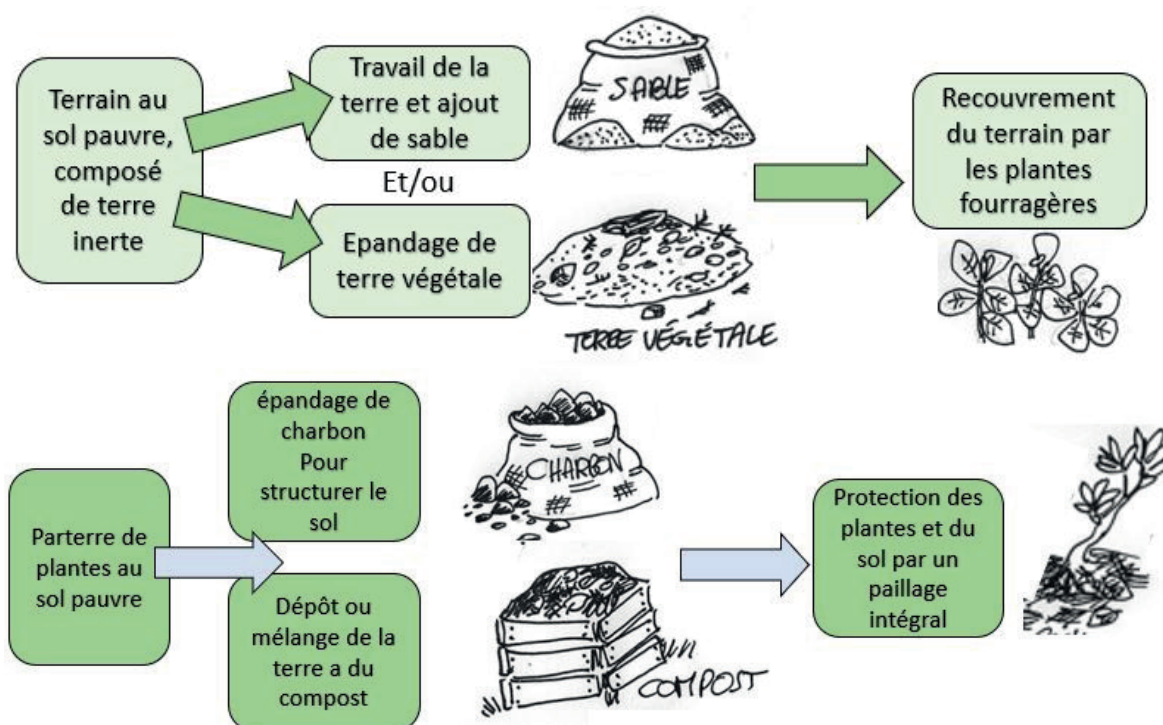 Terrain au
sol pauvre,
composé
de terre
inerte
Travail de la
terre et ajout
de sable
Et/ou
Epandage de
terre végétale
SABLE
TERRE VÉGÉTALE
Recouvrement
du terrain par
les plantes
fourragères
Parterre de
plantes au
sol pauvre
épandage de
charbon
Pour
structurer le
sol
Dépôt ou
mélange de la
terre a du
compost
CHARBON
COMPOST
Protection des
plantes et du
sol par un
paillage
intégral